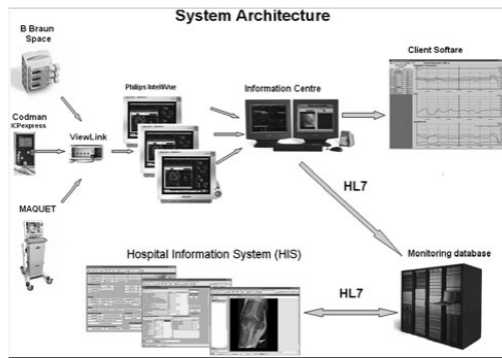 System Architecture
B Braun
Space
Client Softare
Philips IntelliVue
Information Centre
Codman
ICPexpress
ViewLink
HL7
MAQUET
Monitoring database
Hospital Information System (HIS)
HL7